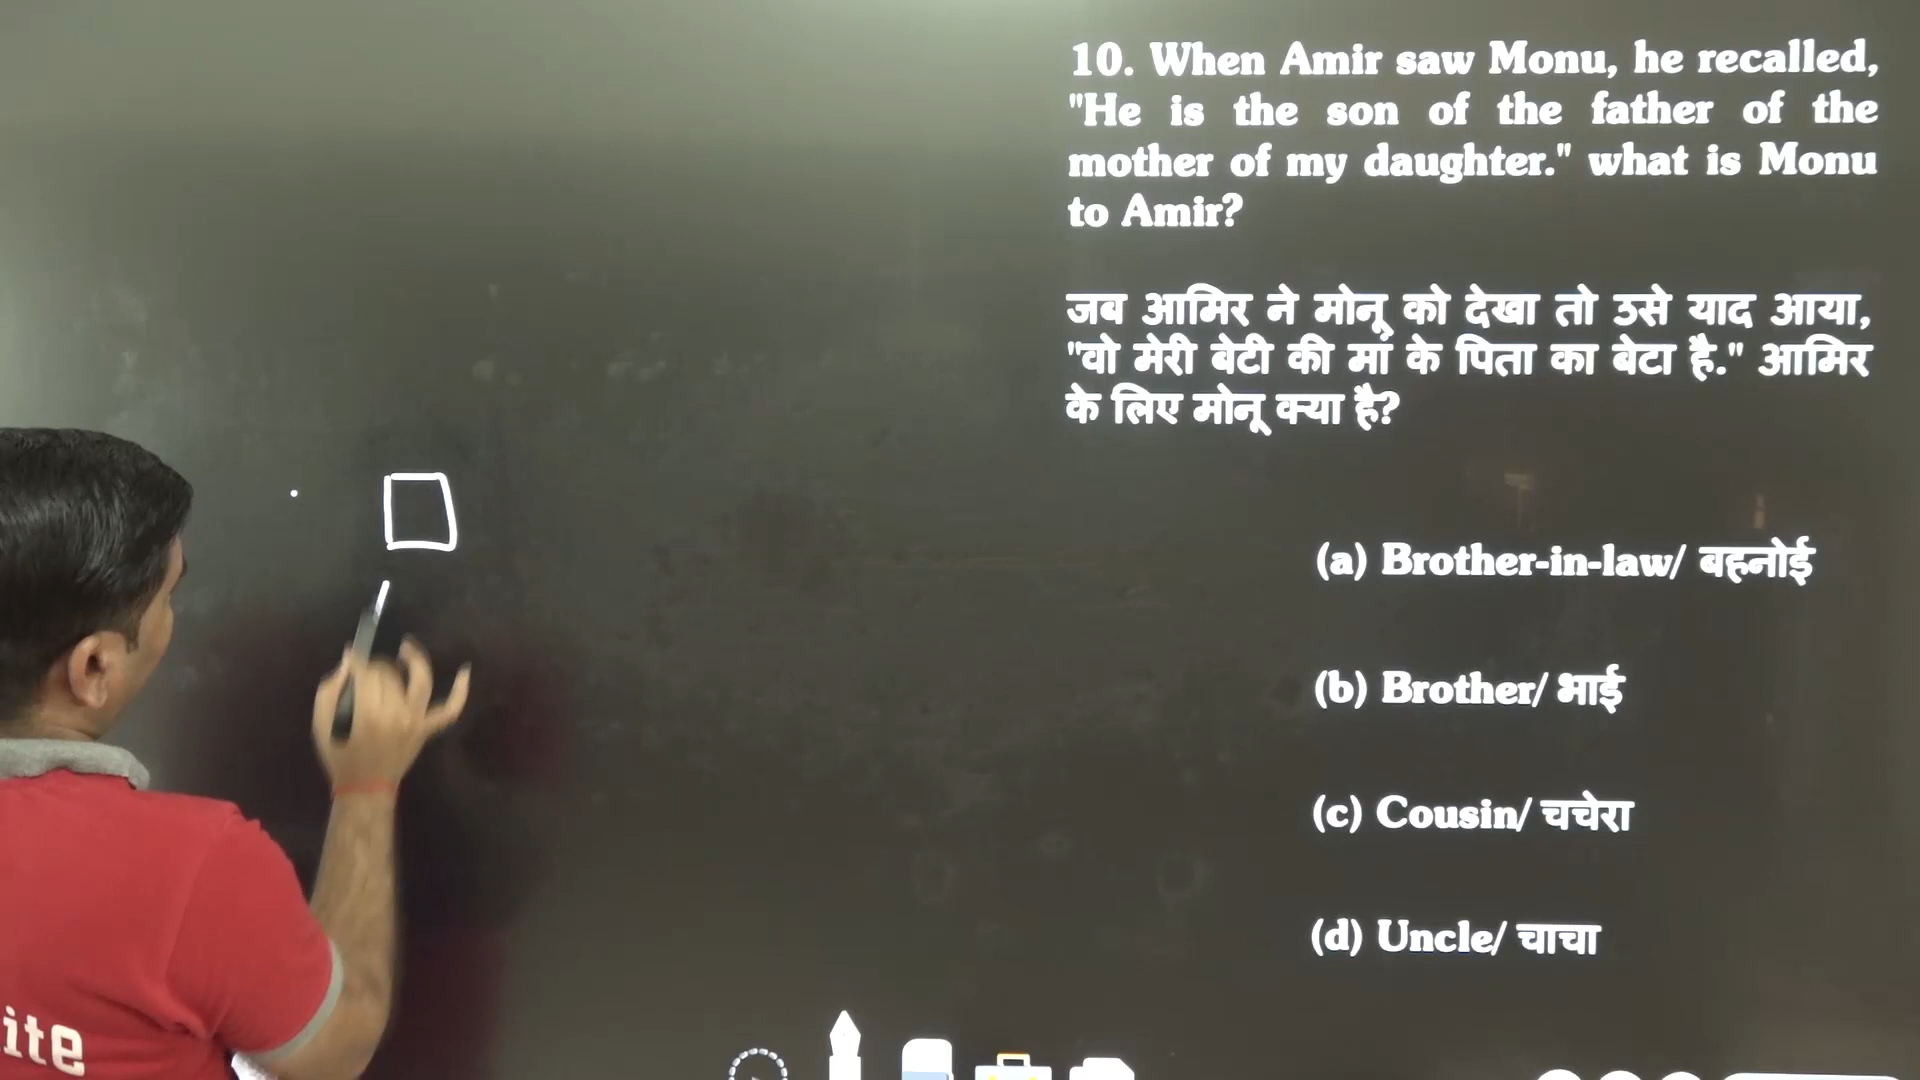 10. When Amir saw Monu, he recalled,
"He is the son of the father of the
mother of my daughter." what is Monu
to Amir?
जब आमिर ने मोनू को देखा तो उसे याद आया,
"वो मेरी बेटी की मां के पिता का बेटा है." आमिर
के लिए मोनू क्या है?
(a) Brother-in-law/ बहनोई
(b) Brother/ भाई
(c) Cousin/ चचेरा
(d) Uncle/ चाचा
ite